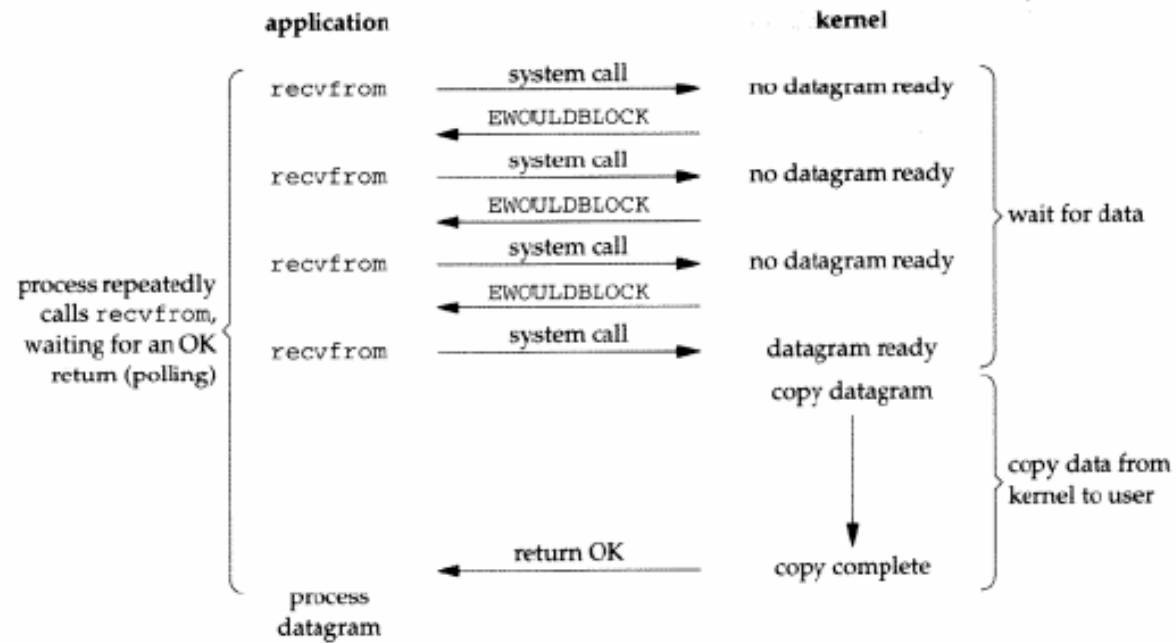 application
kernel
recvfrom
system call
no datagram ready
EWOULDBLOCK
recvfrom
system call
no datagram ready
EWOULDBLOCK
wait for data
recvfrom
system call
no datagram ready
EWOULDBLOCK
process repeatedly
calls recvfrom,
waiting for an OK
return (polling)
recvfrom
system call
datagram ready
copy datagram
copy data from
kernel to user
return OK
copy complete
process
datagram